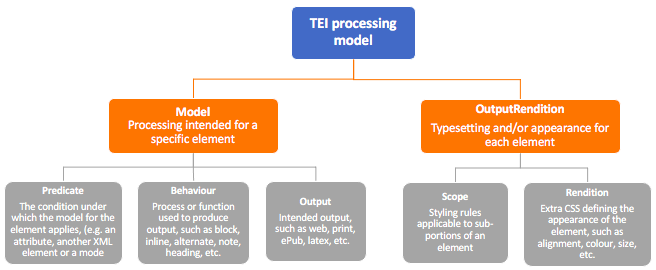 TEI processing
model
Model
Processing intended for a
specific element
OutputRendition
Typesetting and/or appearance for
each element
Predicate
The condition under
which the model for the
element applies, (e.g. an
attribute, another XML
element or a mode
Behaviour
Process or function
used to produce
output, such as block,
inline, alternate, note,
heading, etc.
Output
Intended output,
such as web, print,
ePub, latex, etc.
Scope
Styling rules
applicable to sub-
portions of an
element
Rendition
Extra CSS defining the
appearance of the
element, such as
alignment, colour, size,
etc.